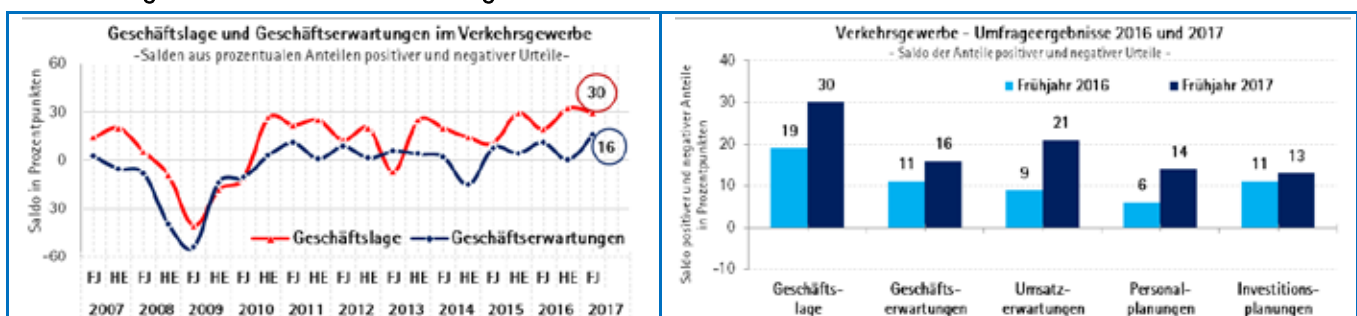 Geschäftslage und Geschäftserwartungen im Verkehrsgewerbe
-Salden aus prozentualen Anteilen positiver und negativer Urteile-
Saldo in Prozentpunkten
60
30
0
30
-60
30
16
Geschäftslage
Geschäftserwartungen
FJ HE FJ HE FJ HE FJ HE FJ HE FJ HE FJ HE FJ HE FJ HE FJ HE FJ
2007 2008 2009 2010 2011 2012 2013 2014 2015 2016 2017
Verkehrsgewerbe - Umfrageergebnisse 2016 und 2017
- Saldo der Anteile positiver und negativer Urteile -
Saldo positiver und negativer Anteile
in Prozentpunkten
40
30
20
10
0
-10
Frühjahr 2016
Frühjahr 2017
19
30
11
16
9
21
6
14
11
13
Geschäfts-
lage
Geschäfts-
erwartungen
Umsatz-
erwartungen
Personal-
planungen
Investitions-
planungen